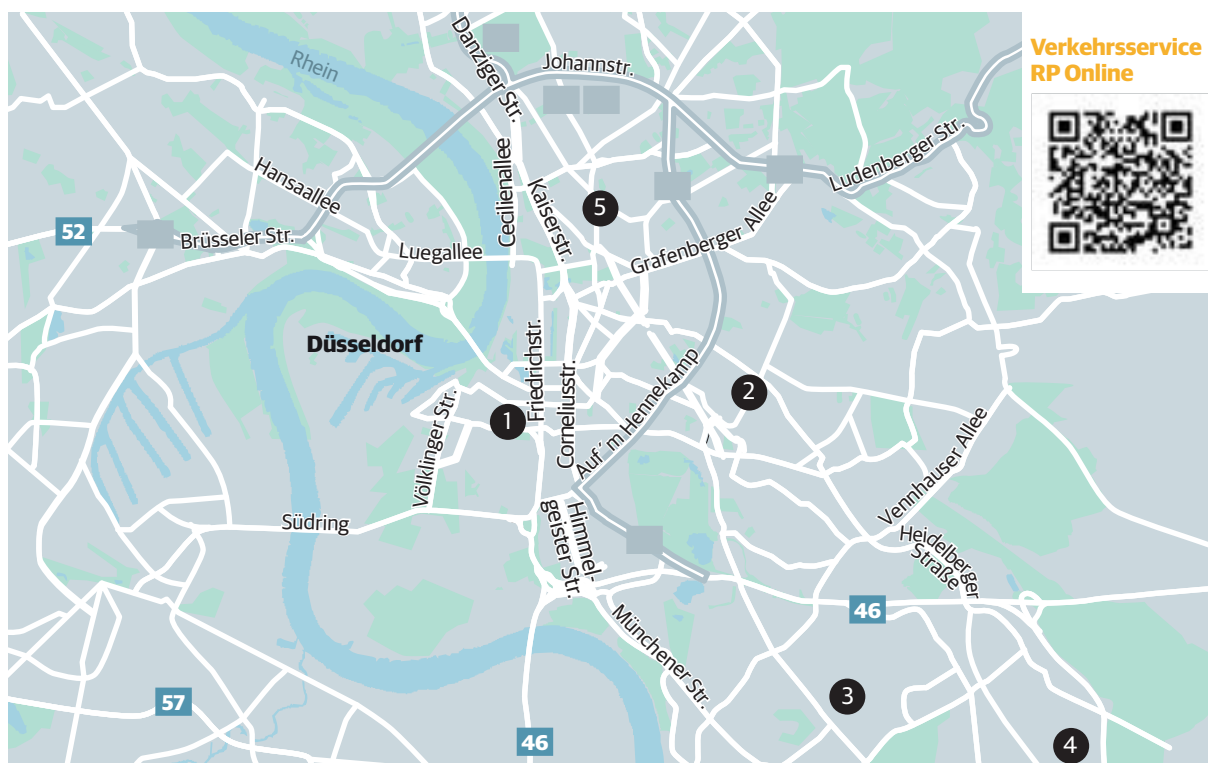 Verkehrsservice
RP Online
Rhein
Danziger Str.
Johannstr.
Ludenberger Str.
Hansaallee
Cecilienallee
Kaiserstr.
5
52
Brüsseler Str.
Luegallee
Grafenberger Allee
Düsseldorf
Friedrichstr.
Corneliusstr.
Auf´m Hennekamp
2
1
Völklinger Str.
Vennhauser Allee
Südring
Himmel-
geister Str.
Heidelberger
Straße
46
Münchener Str.
57
3
46
4